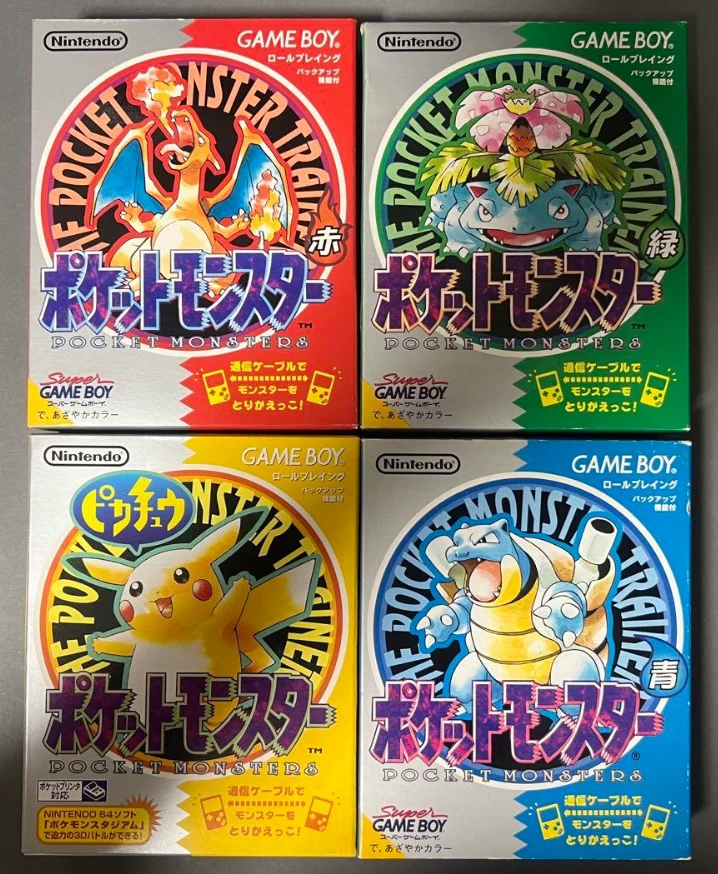 Nintendo
GAME BOY®
ロールプレイング
バックアップ
機能付
THE POCKET MONSTER TRAINER
赤
ポケットモンスター
TM
POCKET MONSTERS
Super
GAME BOY
スーパーゲームボーイ
で、あざやかカラー
通信ケーブルで
モンスターを
とりかえっこ!
Nintendo
GAME BOY®
ロールプレイング
バックアップ
機能付
THE POCKET MONSTER TRAINER
緑
ポケットモンスター
TM
POCKET MONSTERS
Super
GAME BOY
スーパーゲームボーイ
で、あざやかカラー
通信ケーブルで
モンスターを
とりかえっこ!
Nintendo
GAME BOY®
ロールプレイング
バックアップ
機能付
ピカチュウ
THE POCKET MONSTER TRAINER
ポケットモンスター
TM
POCKET MONSTERS
ポケットプリンタ
対応
NINTENDO 64ソフト
「ポケモンスタジアム」
で迫力の3Dバトルができる!
通信ケーブルで
モンスターを
とりかえっこ!
Nintendo
GAME BOY®
ロールプレイング
バックアップ
機能付
THE POCKET MONSTER TRAINER
青
ポケットモンスター
®
POCKET MONSTERS
Super
GAME BOY
スーパーゲームボーイ
で、あざやかカラー
通信ケーブルで
モンスターを
とりかえっこ!